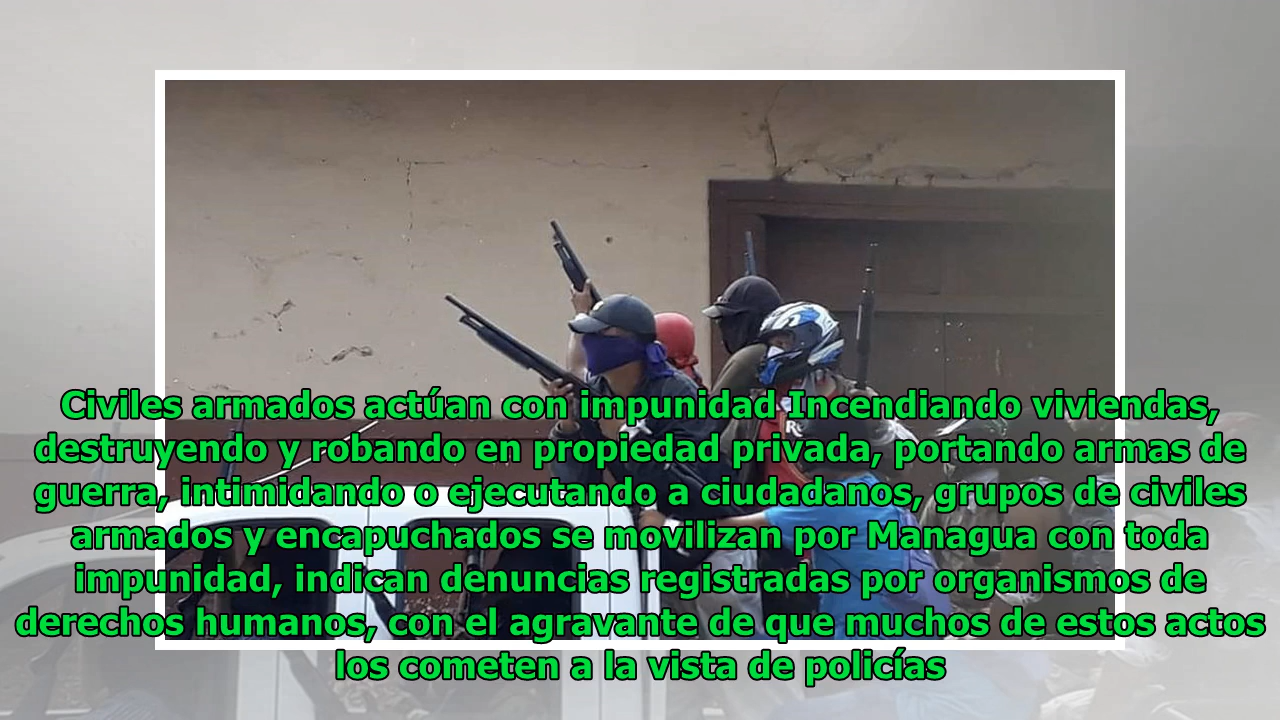 Civiles armados actúan con impunidad Incendiando viviendas,
destruyendo y robando en propiedad privada, portando armas de
guerra, intimidando o ejecutando a ciudadanos, grupos de civiles
armados y encapuchados se movilizan por Managua con toda
impunidad, indican denuncias registradas por organismos de
derechos humanos, con el agravante de que muchos de estos actos
los cometen a la vista de policías